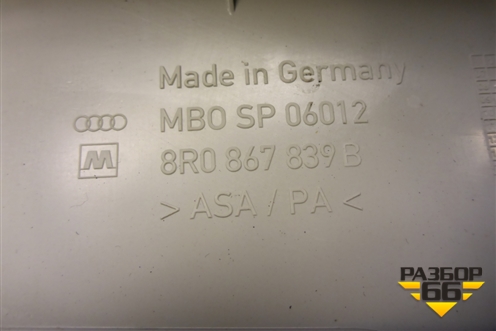 Made in Germany
MBO SP 06012
M
8R0 867 839 B
> ASA / PA <
РАЗБОР
66